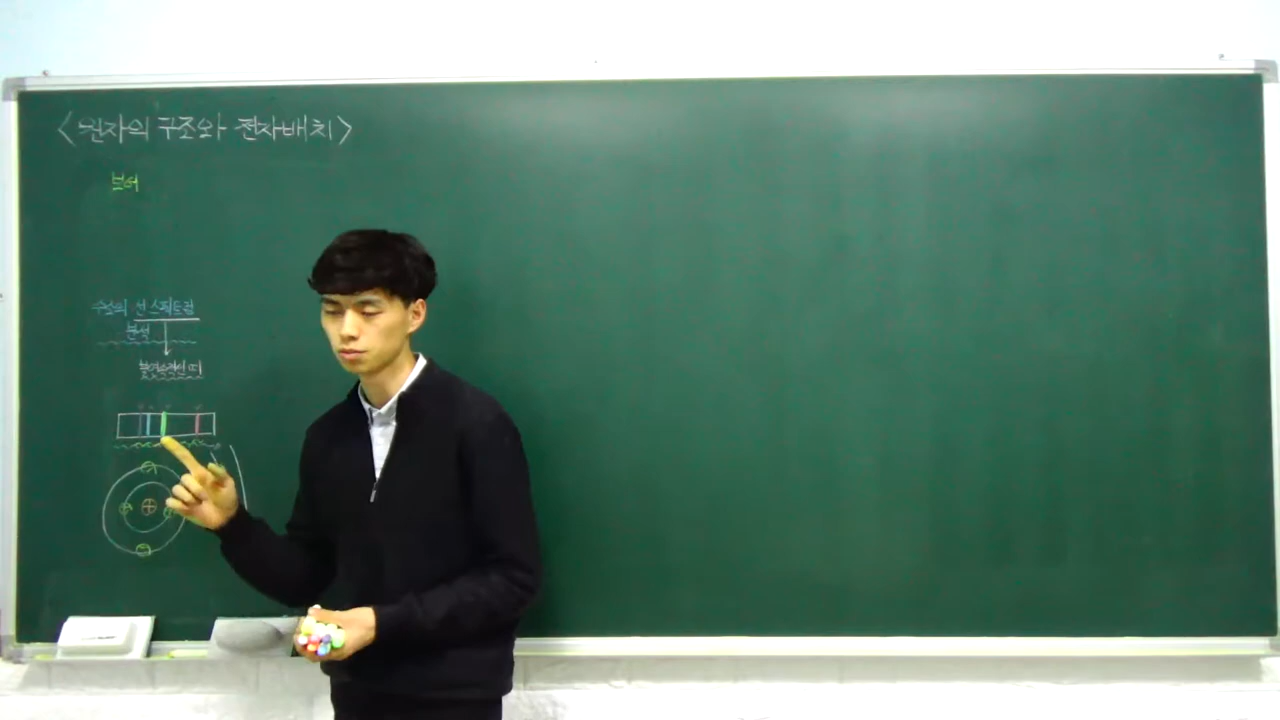 <원자의 구조와 전자배치>
보어
수소의 선 스펙트럼
분석
불연속적인 띠
+